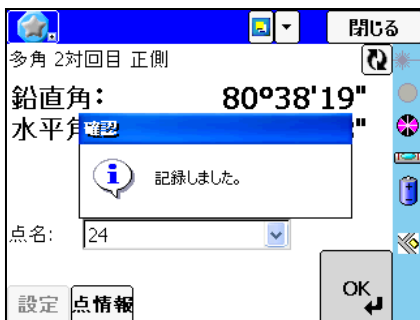 閉じる
多角 2対回目 正側
鉛直角: 80°38'19"
水平角
確認
記録しました。
点名: 24
設定 点情報
OK